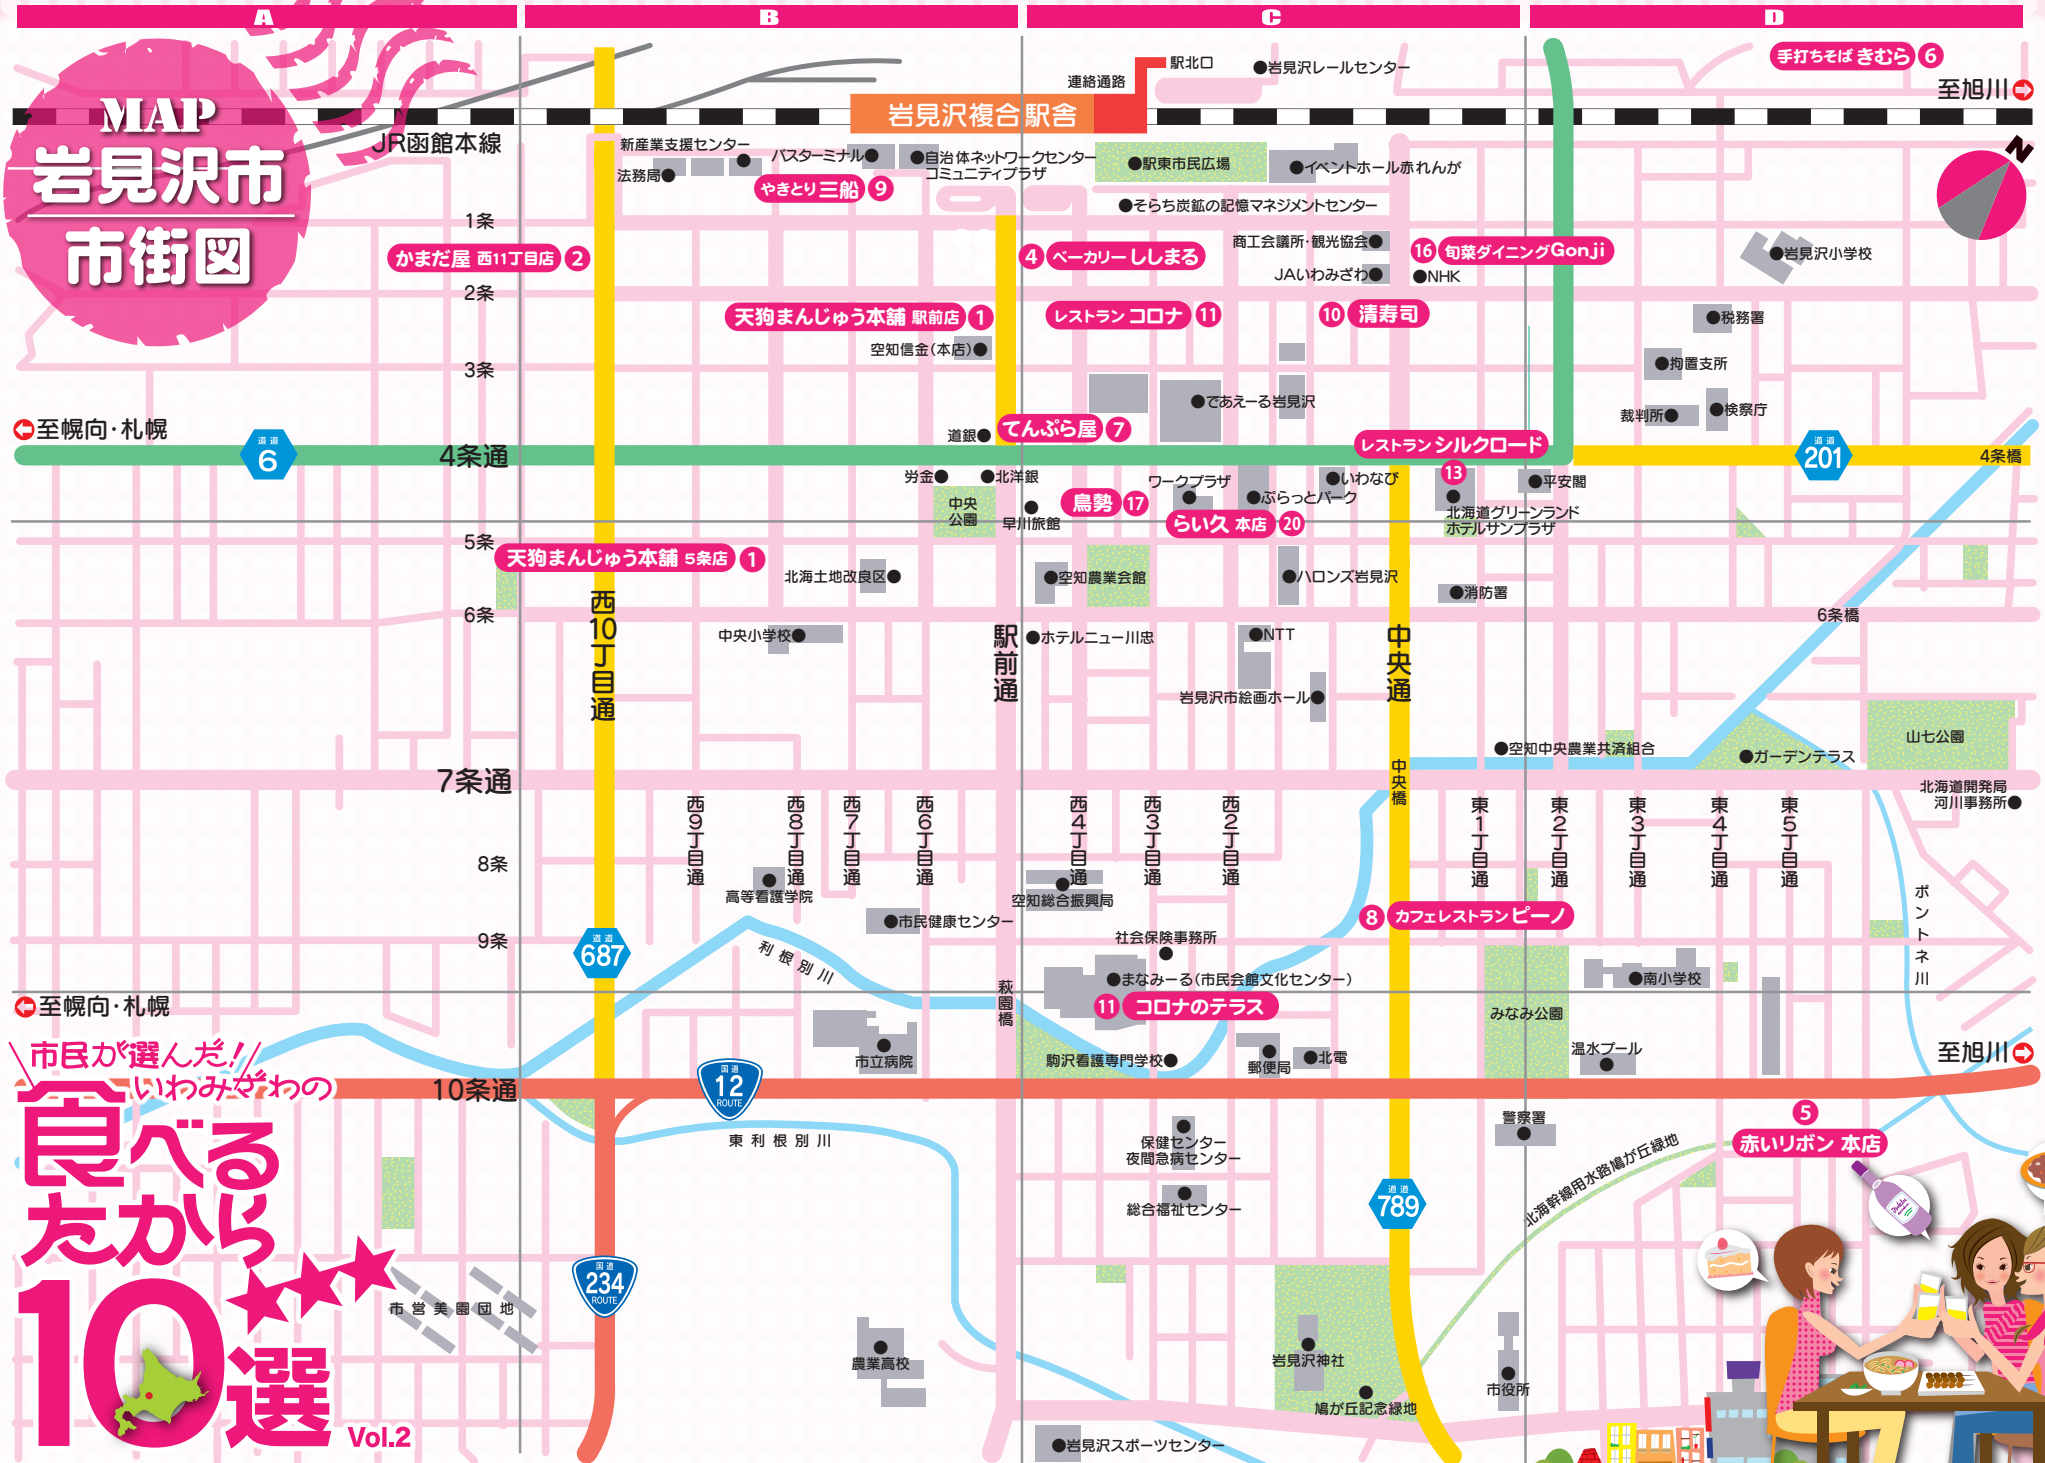 A
B
C
D
MAP
岩見沢市
市街図
手打ちそば きむら 6
至旭川
N
駅北口
連絡通路
岩見沢レールセンター
岩見沢複合駅舎
JR函館本線
新産業支援センター
法務局
バスターミナル
自治体ネットワークセンター
コミュニティプラザ
やきとり 三船 9
駅東市民広場
イベントホール赤れんが
そらち炭鉱の記憶マネジメントセンター
1条
かまだ屋 西11丁目店 2
4 ベーカリー ししまる
商工会議所・観光協会
JAいわみざわ
16 旬菜ダイニングGonji
NHK
岩見沢小学校
2条
天狗まんじゅう本舗 駅前店 1
レストラン コロナ 11
10 清寿司
税務署
空知信金(本店)
3条
拘置支所
であえーる岩見沢
裁判所
検察庁
至幌向・札幌
道道
6
4条通
道銀
てんぷら屋 7
レストラン シルクロード
13
道道
201
4条橋
労金
北洋銀
中央
公園
早川旅館
鳥勢 17
ワークプラザ
ぷらっとパーク
いわなび
平安閣
らい久 本店 20
北海道グリーンランド
ホテルサンプラザ
5条
天狗まんじゅう本舗 5条店 1
北海土地改良区
空知農業会館
ハロンズ岩見沢
消防署
6条
6条橋
西10丁目通
中央小学校
駅前通
ホテルニュー川忠
NTT
中央通
岩見沢市絵画ホール
空知中央農業共済組合
ガーデンテラス
山七公園
中央橋
7条通
北海道開発局
河川事務所
西9丁目通
西8丁目通
西7丁目通
西6丁目通
西4丁目通
西3丁目通
西2丁目通
東1丁目通
東2丁目通
東3丁目通
東4丁目通
東5丁目通
8条
高等看護学院
空知総合振興局
ポントネ川
市民健康センター
8 カフェレストラン ピーノ
9条
道道
687
利根別川
社会保険事務所
まなみーる(市民会館文化センター)
南小学校
萩園橋
11 コロナのテラス
みなみ公園
至幌向・札幌
市立病院
駒沢看護専門学校
郵便局
北電
温水プール
至旭川
10条通
国道
12
ROUTE
東利根別川
保健センター
夜間急病センター
警察署
5
赤いリボン 本店
北海幹線用水路鳩が丘緑地
総合福祉センター
道道
789
国道
234
ROUTE
市営美園団地
農業高校
岩見沢神社
鳩が丘記念緑地
市役所
岩見沢スポーツセンター
市民が選んだ!!
いわみざわの
食べる
たから
10選
Vol.2